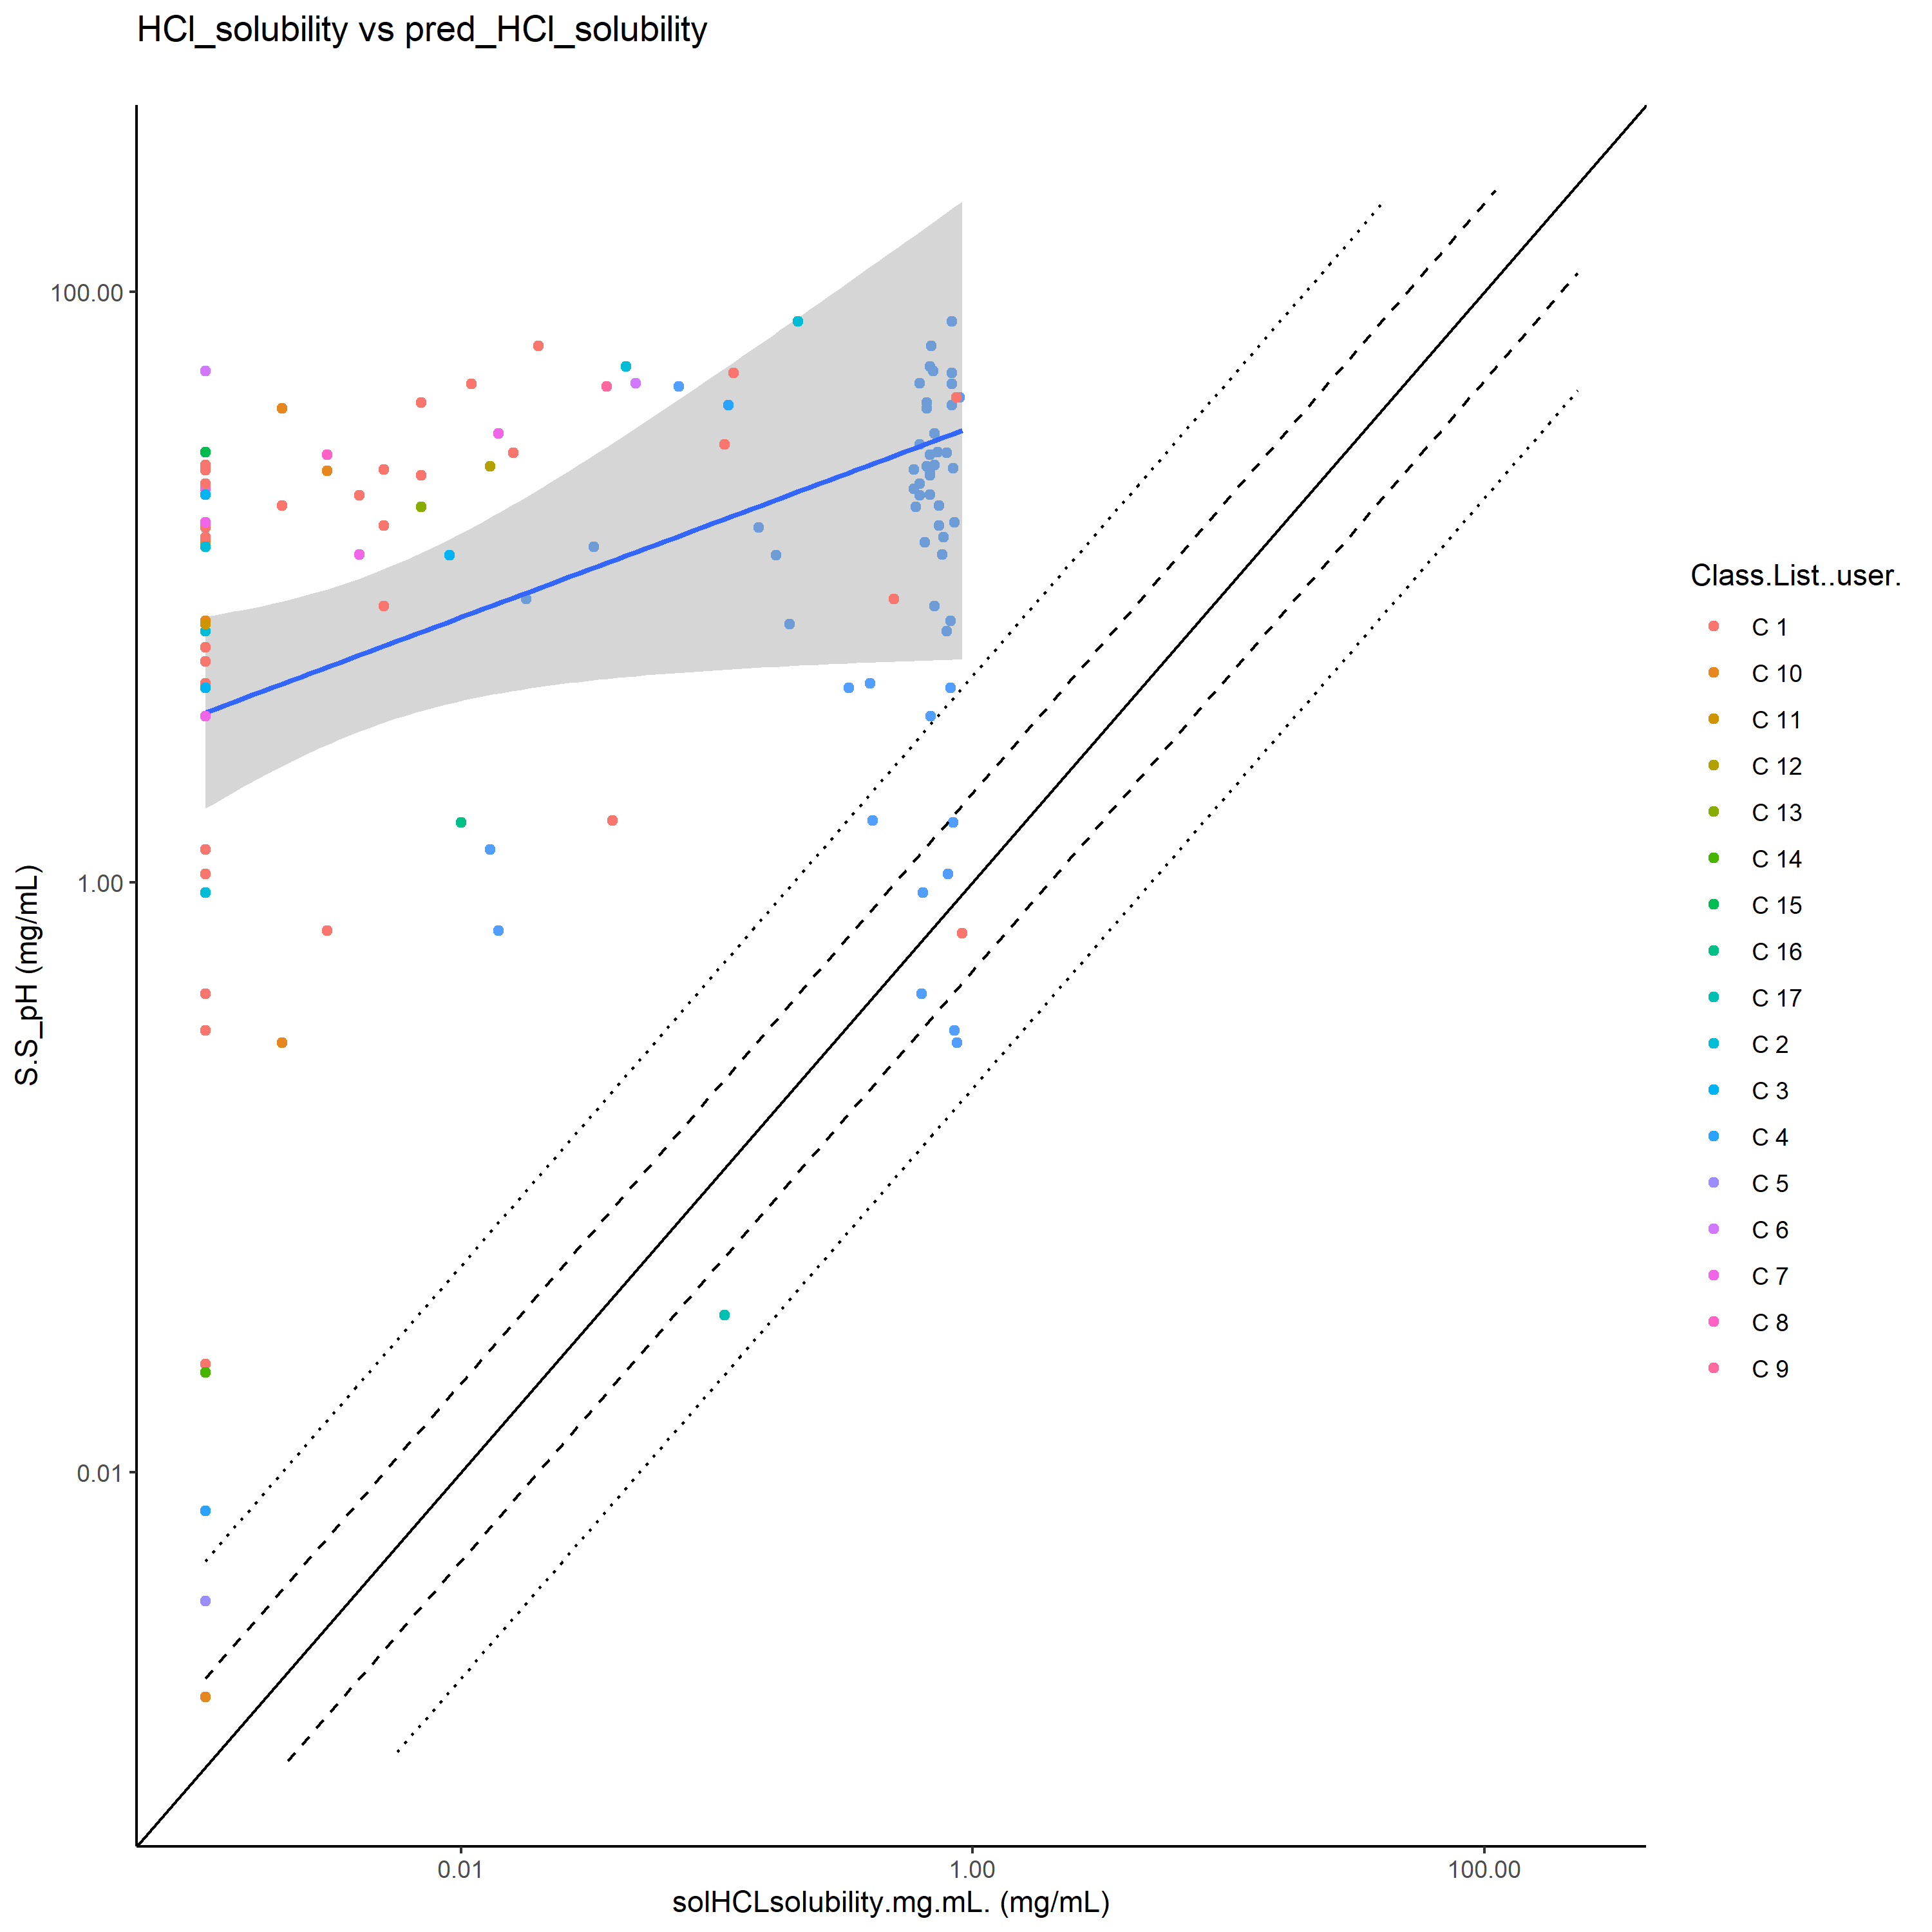 HCl_solubility vs pred_HCl_solubility
100.00
1.00
0.01
S.S_pH (mg/mL)
0.01
1.00
100.00
solHCLsolubility.mg.mL. (mg/mL)
Class.List..user.
C 1
C 10
C 11
C 12
C 13
C 14
C 15
C 16
C 17
C 2
C 3
C 4
C 5
C 6
C 7
C 8
C 9